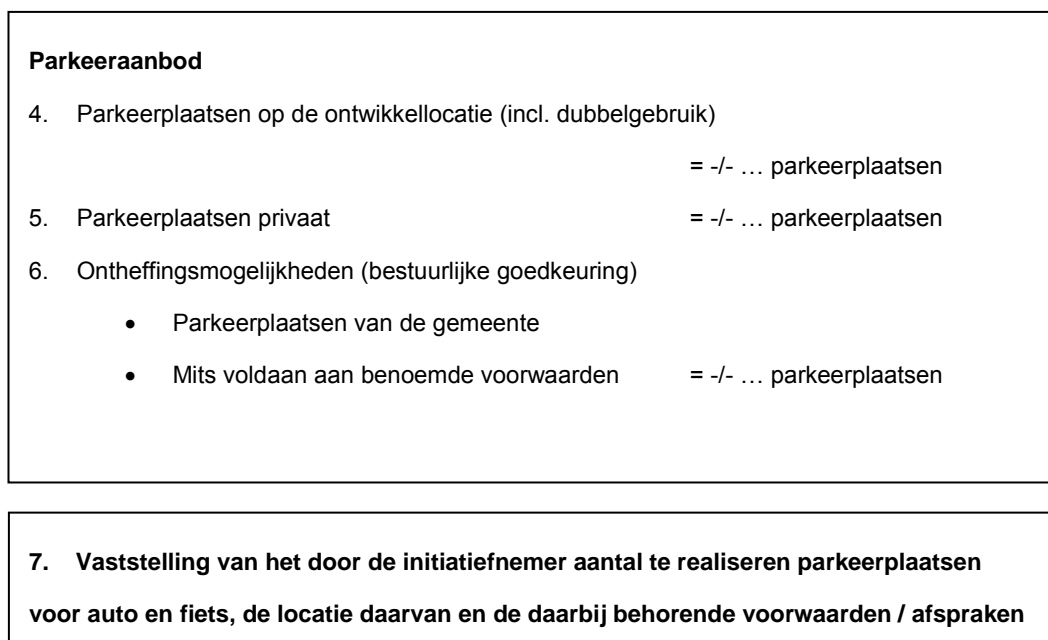 Parkeeraanbod
4. Parkeerplaatsen op de ontwikkellocatie (incl. dubbelgebruik)
= -/- … parkeerplaatsen
5. Parkeerplaatsen privaat = -/- … parkeerplaatsen
6. Ontheffingsmogelijkheden (bestuurlijke goedkeuring)
• Parkeerplaatsen van de gemeente
• Mits voldaan aan benoemde voorwaarden = -/- … parkeerplaatsen
7. Vaststelling van het door de initiatiefnemer aantal te realiseren parkeerplaatsen
voor auto en fiets, de locatie daarvan en de daarbij behorende voorwaarden / afspraken